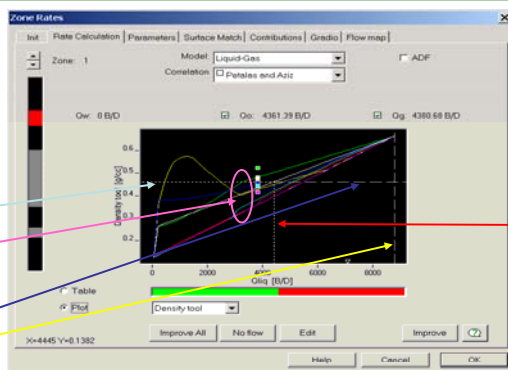 Zone Rates
Init Rate Calculation Parameters Surface Match Contributions Gradio Flow map
Zone: 1 Model: Liquid-Gas ADF
Correlation Petalas and Aziz
Qw: 0 B/D Qo: 4361.39 B/D Qg: 4380.68 B/D
Density tool [g/cc]
0.6
0.5
0.4
0.3
0.2
0 2000 4000 6000 8000
Qliq [B/D]
Table
Plot Density tool
Improve All No flow Edit Improve
X=4445 Y=0.1382
Help Cancel OK